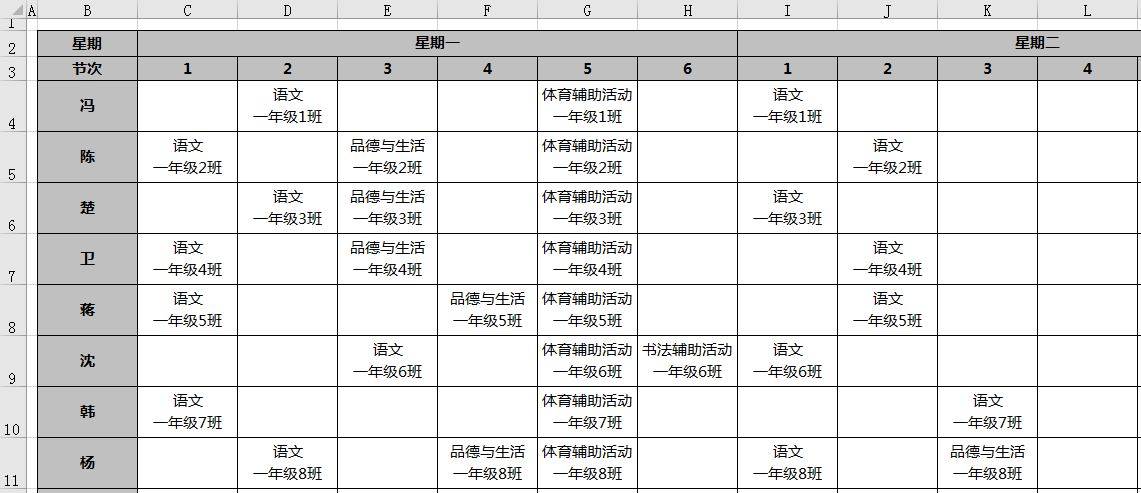 A B C D E F G H I J K L
1
2 星期 星期一 星期二
3 节次 1 2 3 4 5 6 1 2 3 4
语文 体育辅助活动 语文
4 冯 一年级1班 一年级1班 一年级1班
语文 品德与生活 体育辅助活动 语文
5 陈 一年级2班 一年级2班 一年级2班 一年级2班
语文 品德与生活 体育辅助活动 语文
6 楚 一年级3班 一年级3班 一年级3班 一年级3班
语文 品德与生活 体育辅助活动 语文
7 卫 一年级4班 一年级4班 一年级4班 一年级4班
语文 品德与生活 体育辅助活动 语文
8 蒋 一年级5班 一年级5班 一年级5班 一年级5班
语文 体育辅助活动 书法辅助活动 语文
9 沈 一年级6班 一年级6班 一年级6班 一年级6班
语文 体育辅助活动 语文
10 韩 一年级7班 一年级7班 一年级7班
语文 品德与生活 体育辅助活动 语文 品德与生活
11 杨 一年级8班 一年级8班 一年级8班 一年级8班 一年级8班